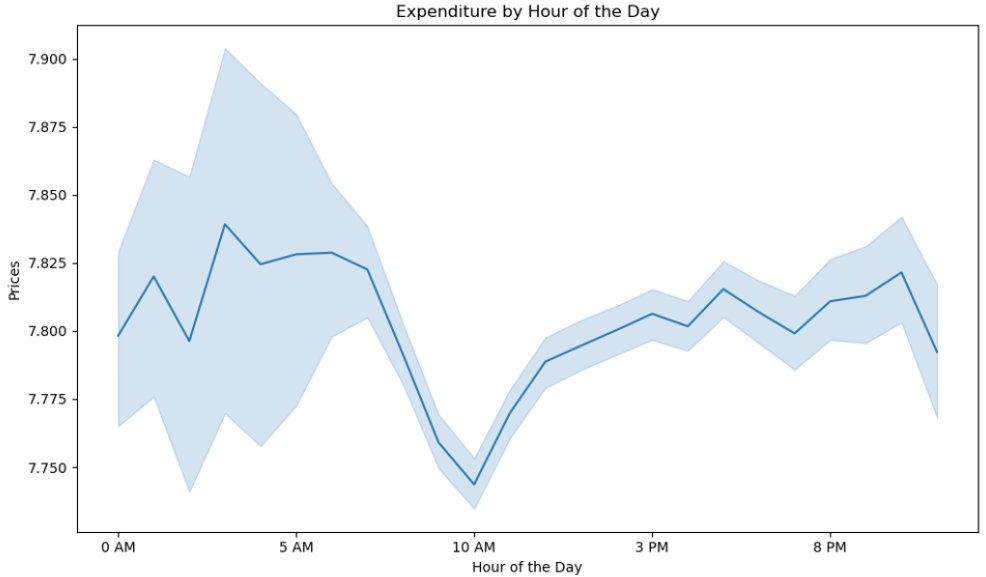 Expenditure by Hour of the Day
7.900
7.875
7.850
7.825
7.800
7.775
7.750
Prices
0 AM
5 AM
10 AM
3 PM
8 PM
Hour of the Day